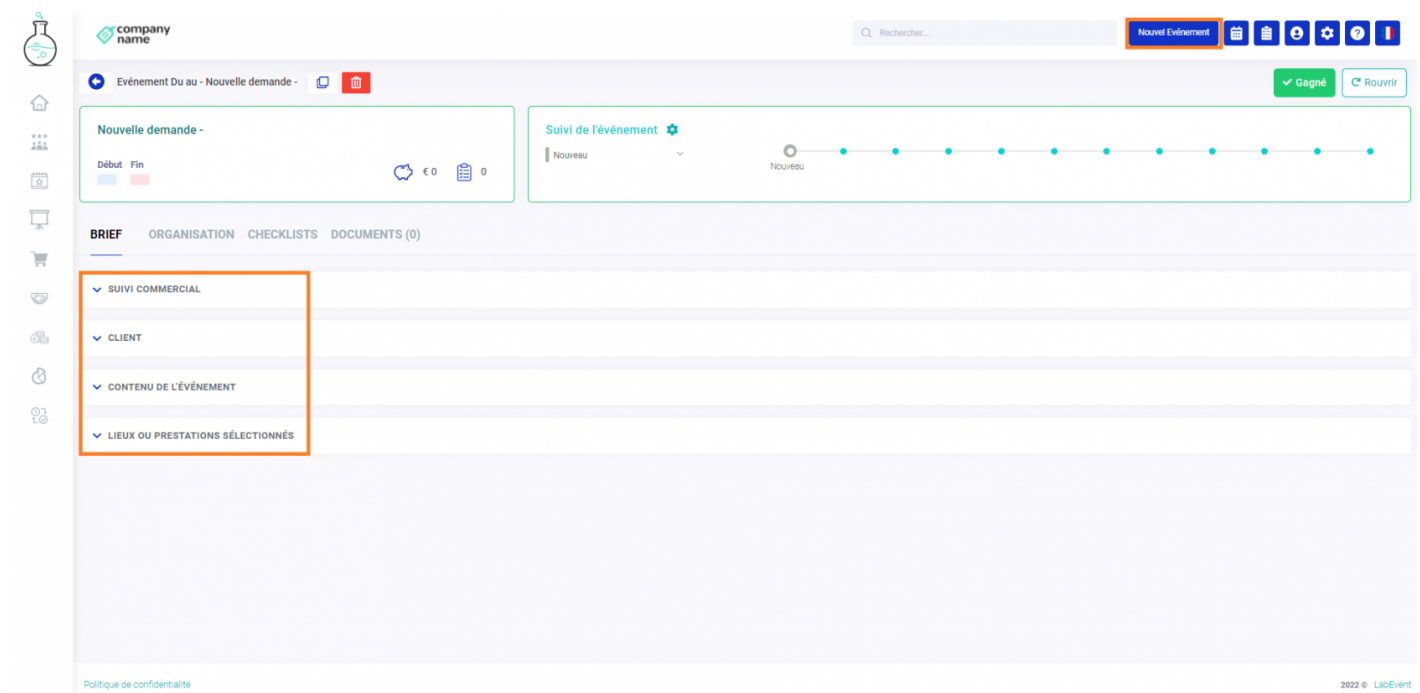 company
name
Rechercher...
Nouvel Evénement
Evénement Du au - Nouvelle demande -
Gagné
Rouvrir
Nouvelle demande -
Début Fin
€ 0
0
Suivi de l'événement
Nouveau
Nouveau
BRIEF ORGANISATION CHECKLISTS DOCUMENTS (0)
SUIVI COMMERCIAL
CLIENT
CONTENU DE L'ÉVÉNEMENT
LIEUX OU PRESTATIONS SÉLECTIONNÉS
Politique de confidentialité
2022 © LabEvent